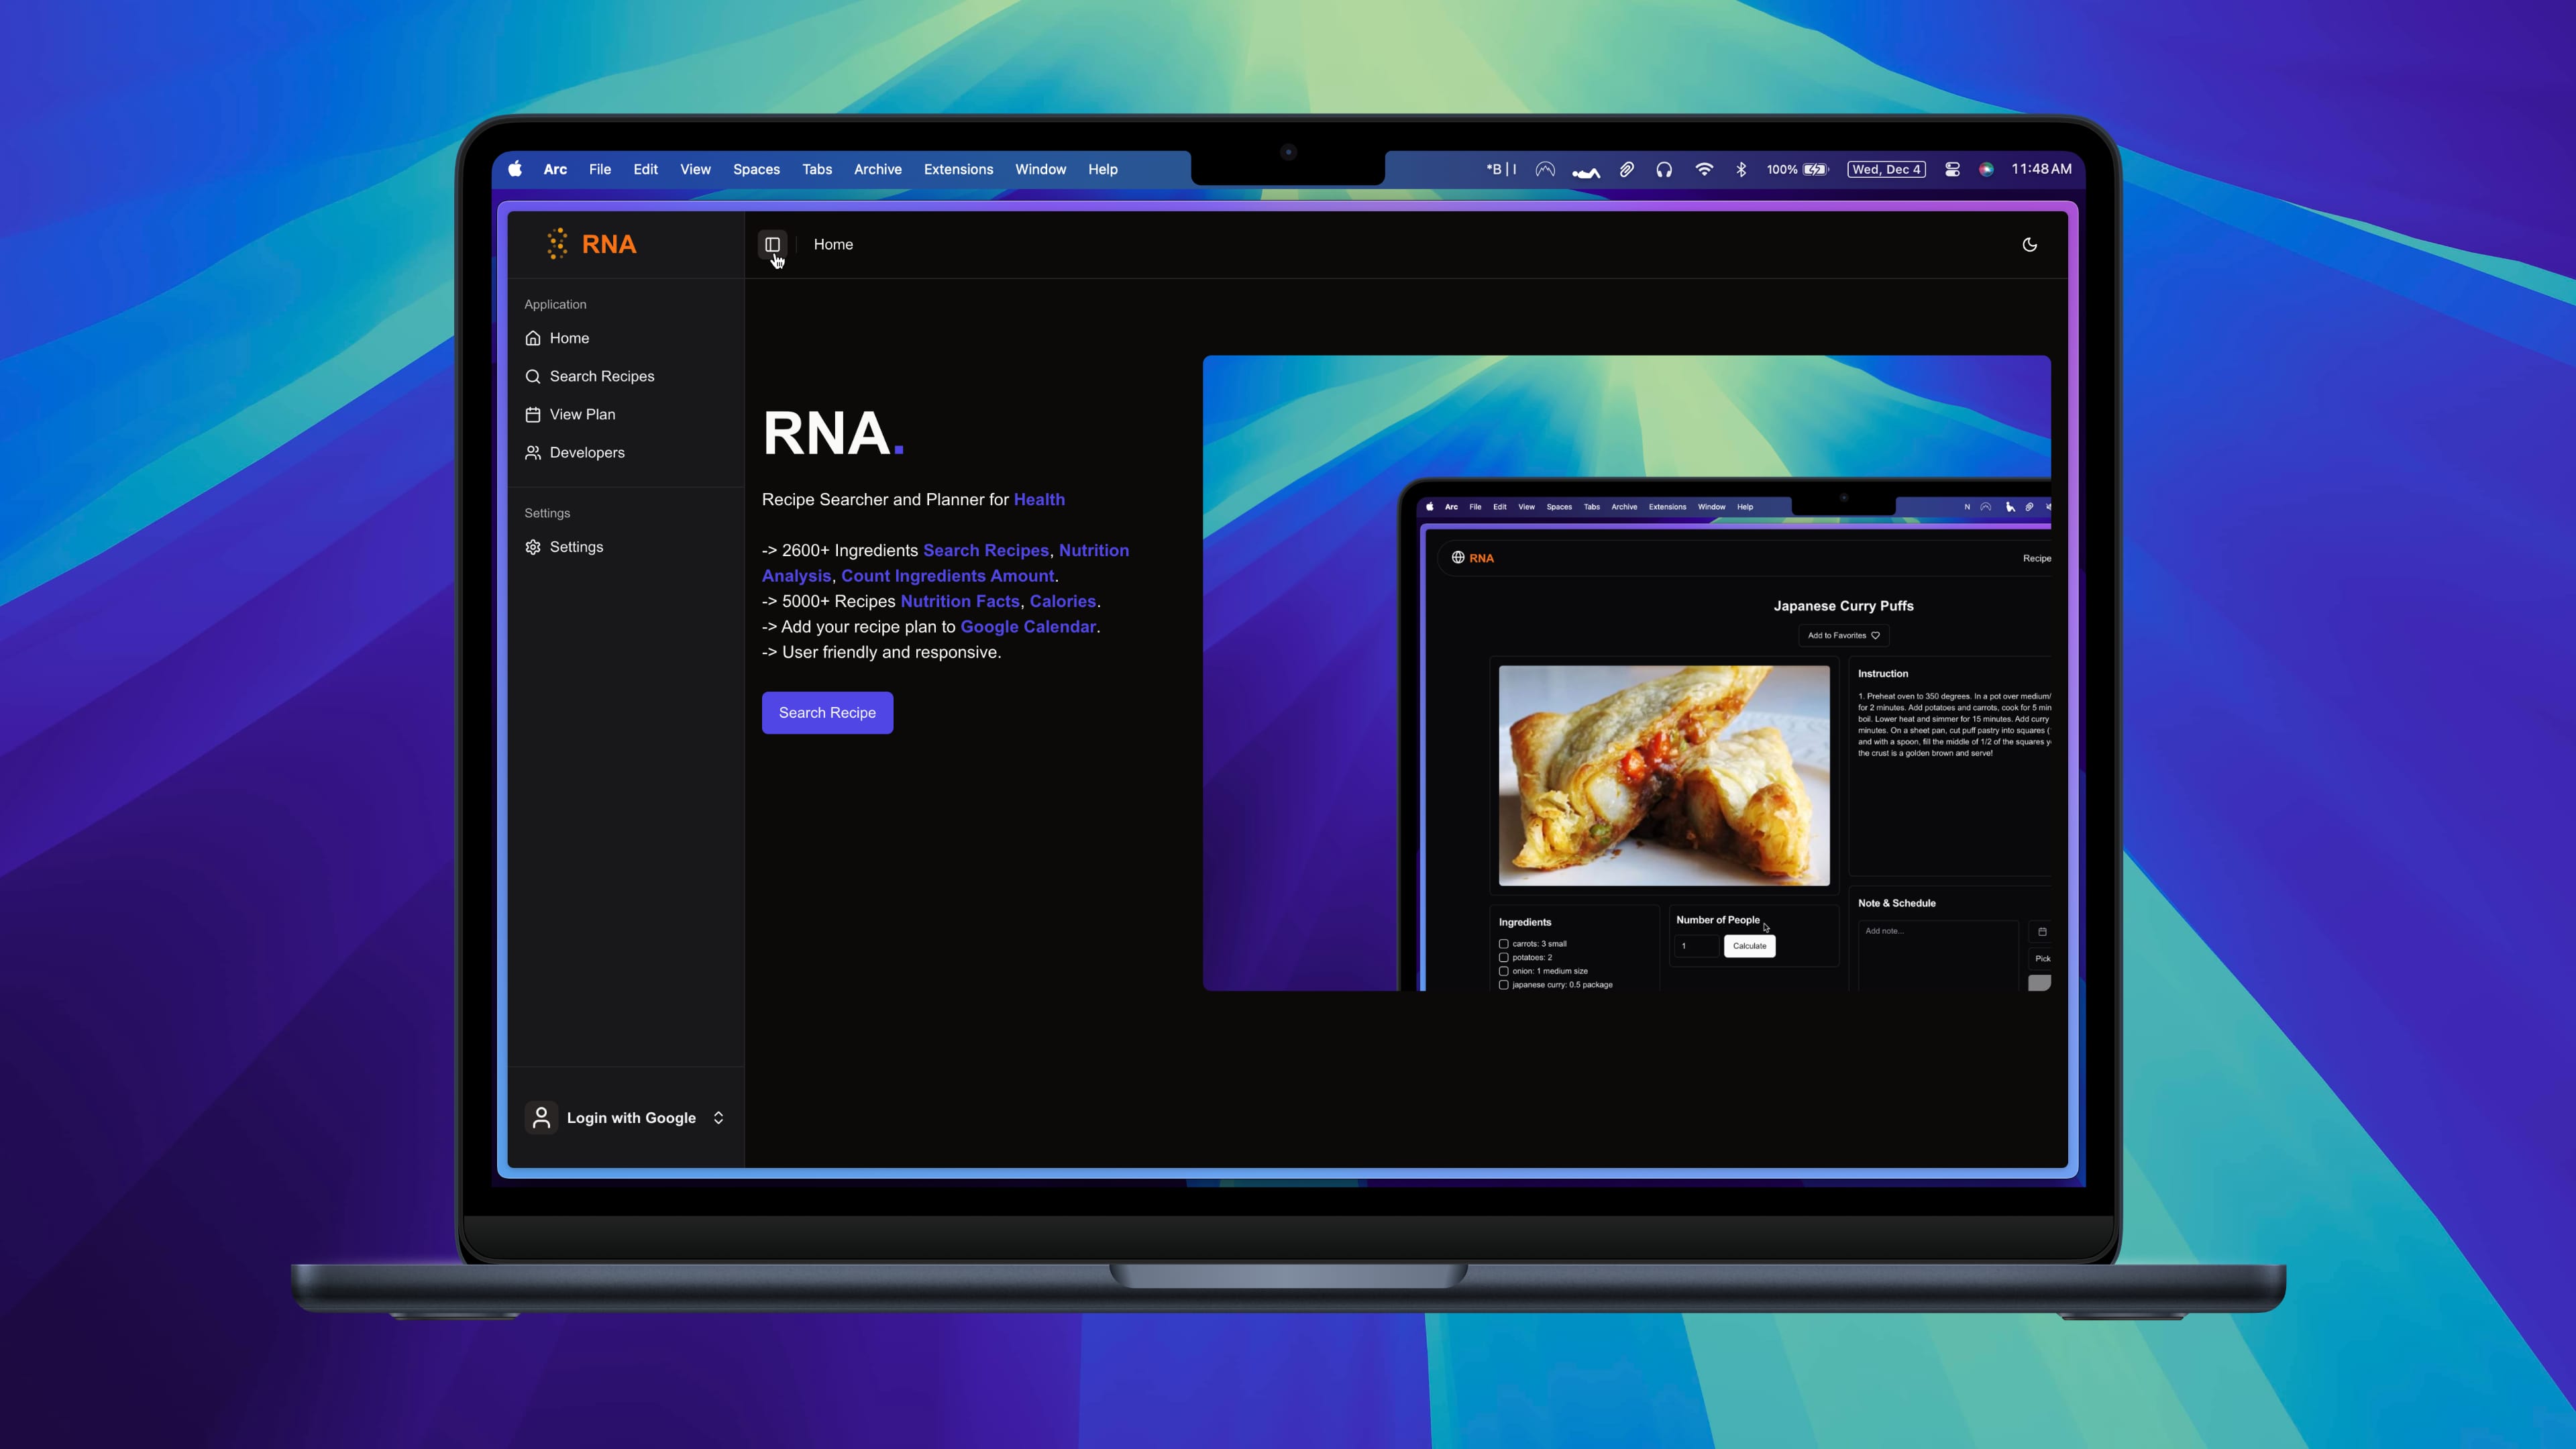 Arc File Edit View Spaces Tabs Archive Extensions Window Help
*B | I 100% Wed, Dec 4 11:48 AM
RNA
Home
Application
Home
Search Recipes
View Plan
Developers
Settings
Settings
Login with Google
RNA.
Recipe Searcher and Planner for Health
-> 2600+ Ingredients Search Recipes, Nutrition
Analysis, Count Ingredients Amount.
-> 5000+ Recipes Nutrition Facts, Calories.
-> Add your recipe plan to Google Calendar.
-> User friendly and responsive.
Search Recipe
Arc File Edit View Spaces Tabs Archive Extensions Window Help N
RNA
Recipe
Japanese Curry Puffs
Add to Favorites
Instruction
1. Preheat oven to 350 degrees. In a pot over medium/
for 2 minutes. Add potatoes and carrots, cook for 5 min
boil. Lower heat and simmer for 15 minutes. Add curry
minutes. On a sheet pan, cut puff pastry into squares (
and with a spoon, fill the middle of 1/2 of the squares y
the crust is a golden brown and serve!
Ingredients
carrots: 3 small
potatoes: 2
onion: 1 medium size
japanese curry: 0.5 package
Number of People
1
Calculate
Note & Schedule
Add note...
Pick